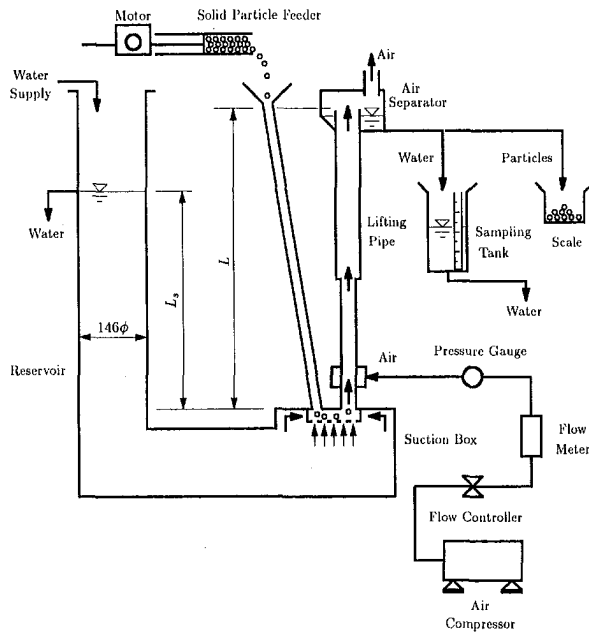 Motor
Solid Particle Feeder
Water
Supply
Air
Air
Separator
Water
Particles
Water
L
Lifting
Pipe
Sampling
Tank
Scale
L_s
Water
146φ
Air
Pressure Gauge
Reservoir
Suction Box
Flow
Meter
Flow Controller
Air
Compressor